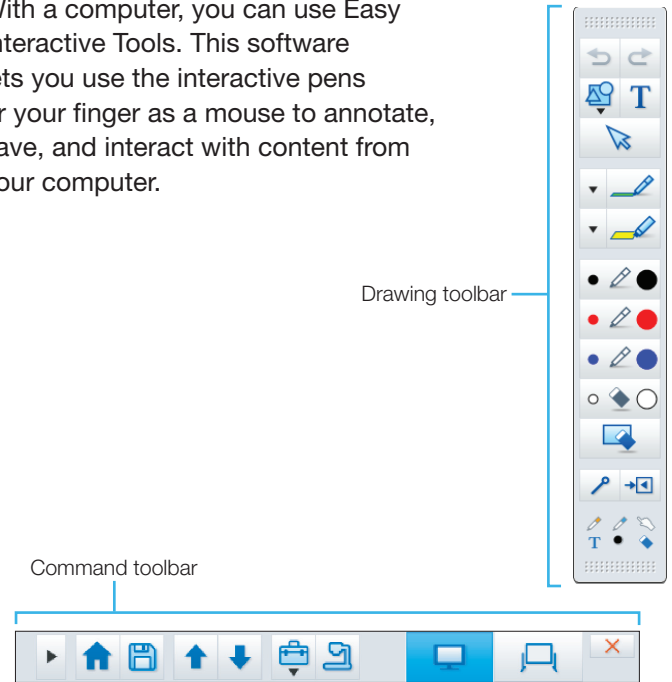 With a computer, you can use Easy
Interactive Tools. This software
lets you use the interactive pens
or your finger as a mouse to annotate,
save, and interact with content from
your computer.
Drawing toolbar
T
T
Command toolbar